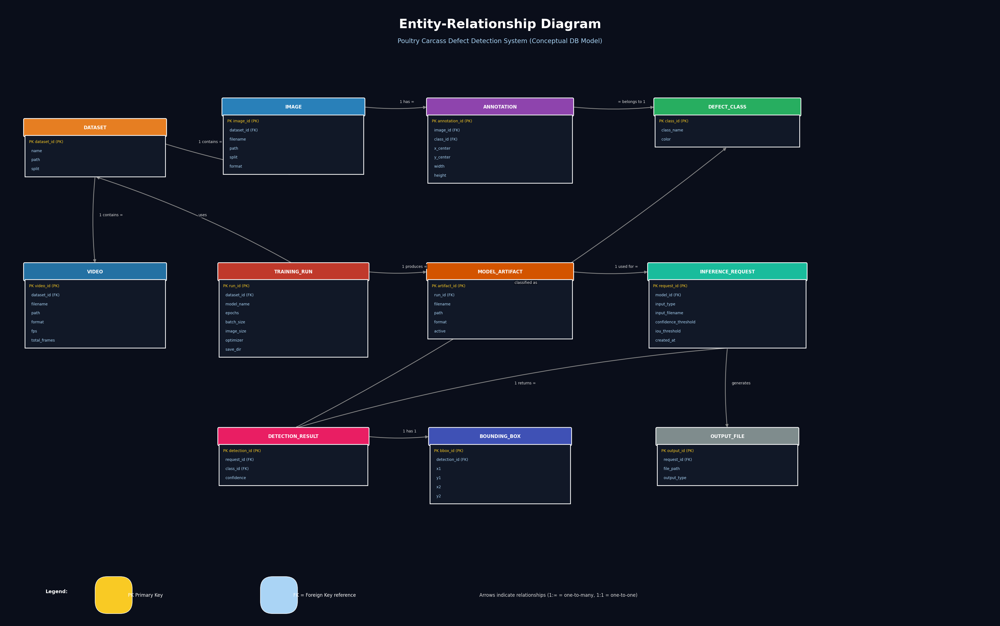 Entity-Relationship Diagram
Poultry Carcass Defect Detection System (Conceptual DB Model)
DATASET
PK dataset_id (PK)
name
path
split
1 contains ∞
IMAGE
PK image_id (PK)
dataset_id (FK)
filename
path
split
format
1 has ∞
ANNOTATION
PK annotation_id (PK)
image_id (FK)
class_id (FK)
x_center
y_center
width
height
∞ belongs to 1
DEFECT_CLASS
PK class_id (PK)
class_name
color
1 contains ∞
uses
VIDEO
PK video_id (PK)
dataset_id (FK)
filename
path
format
fps
total_frames
TRAINING_RUN
PK run_id (PK)
dataset_id (FK)
model_name
epochs
batch_size
image_size
optimizer
save_dir
1 produces ∞
MODEL_ARTIFACT
classified as
PK artifact_id (PK)
run_id (FK)
filename
path
format
active
1 used for ∞
INFERENCE_REQUEST
PK request_id (PK)
model_id (FK)
input_type
input_filename
confidence_threshold
iou_threshold
created_at
1 returns ∞
generates
DETECTION_RESULT
PK detection_id (PK)
request_id (FK)
class_id (FK)
confidence
1 has 1
BOUNDING_BOX
PK bbox_id (PK)
detection_id (FK)
x1
y1
x2
y2
OUTPUT_FILE
PK output_id (PK)
request_id (FK)
file_path
output_type
Legend:
PK Primary Key
FK = Foreign Key reference
Arrows indicate relationships (1:∞ = one-to-many, 1:1 = one-to-one)